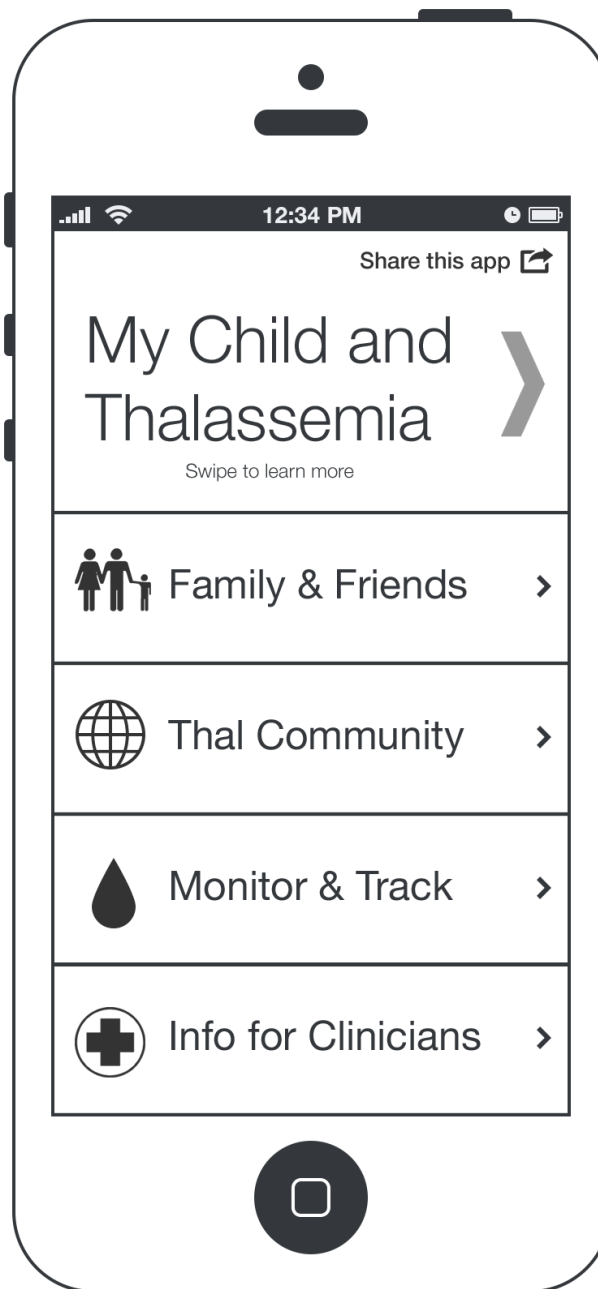 12:34 PM
Share this app
My Child and
Thalassemia
Swipe to learn more
Family & Friends
Thal Community
Monitor & Track
Info for Clinicians